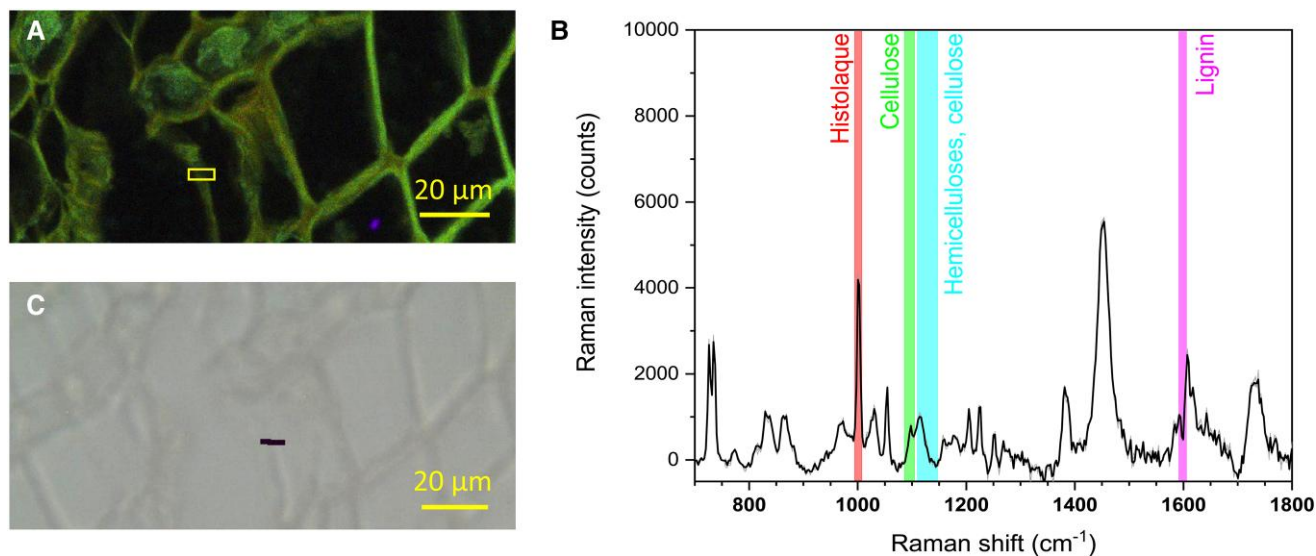 A
20 µm
C
20 µm
B
Raman intensity (counts)
10000
8000
6000
4000
2000
0
Histolaque
Cellulose
Hemicelluloses, cellulose
Lignin
800
1000
1200
1400
1600
1800
Raman shift (cm⁻¹)